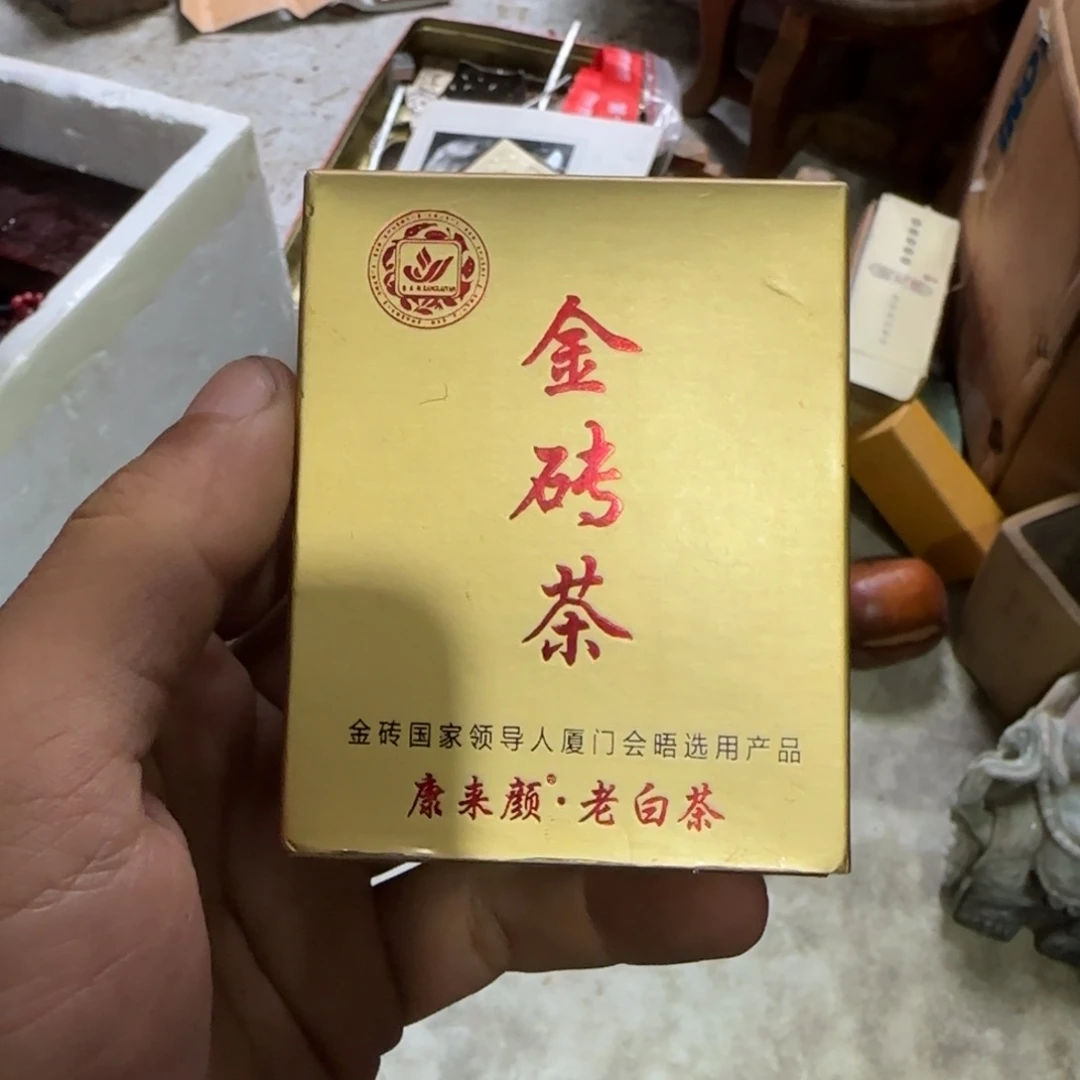 金砖茶
金砖国家领导人厦门会晤选用产品
康来颜®·老白茶